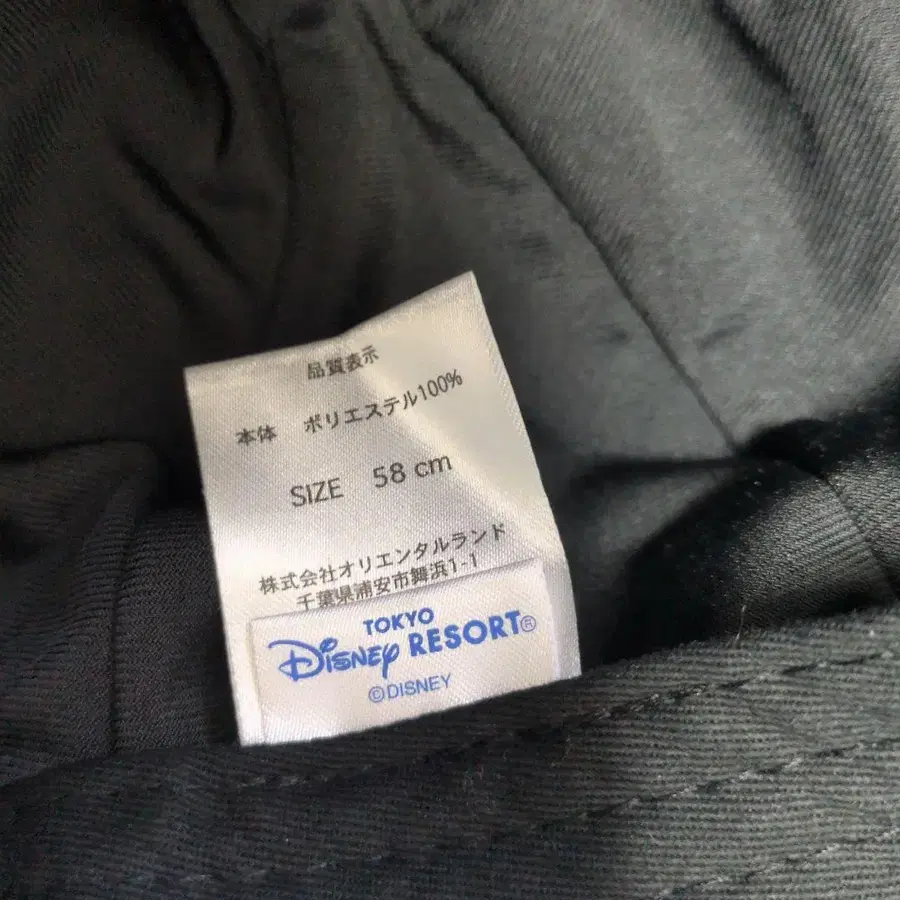 品質表示
本体 ポリエステル100%
SIZE 58 cm
株式会社オリエンタルランド
千葉県浦安市舞浜1-1
TOKYO
Disney RESORT®
©DISNEY